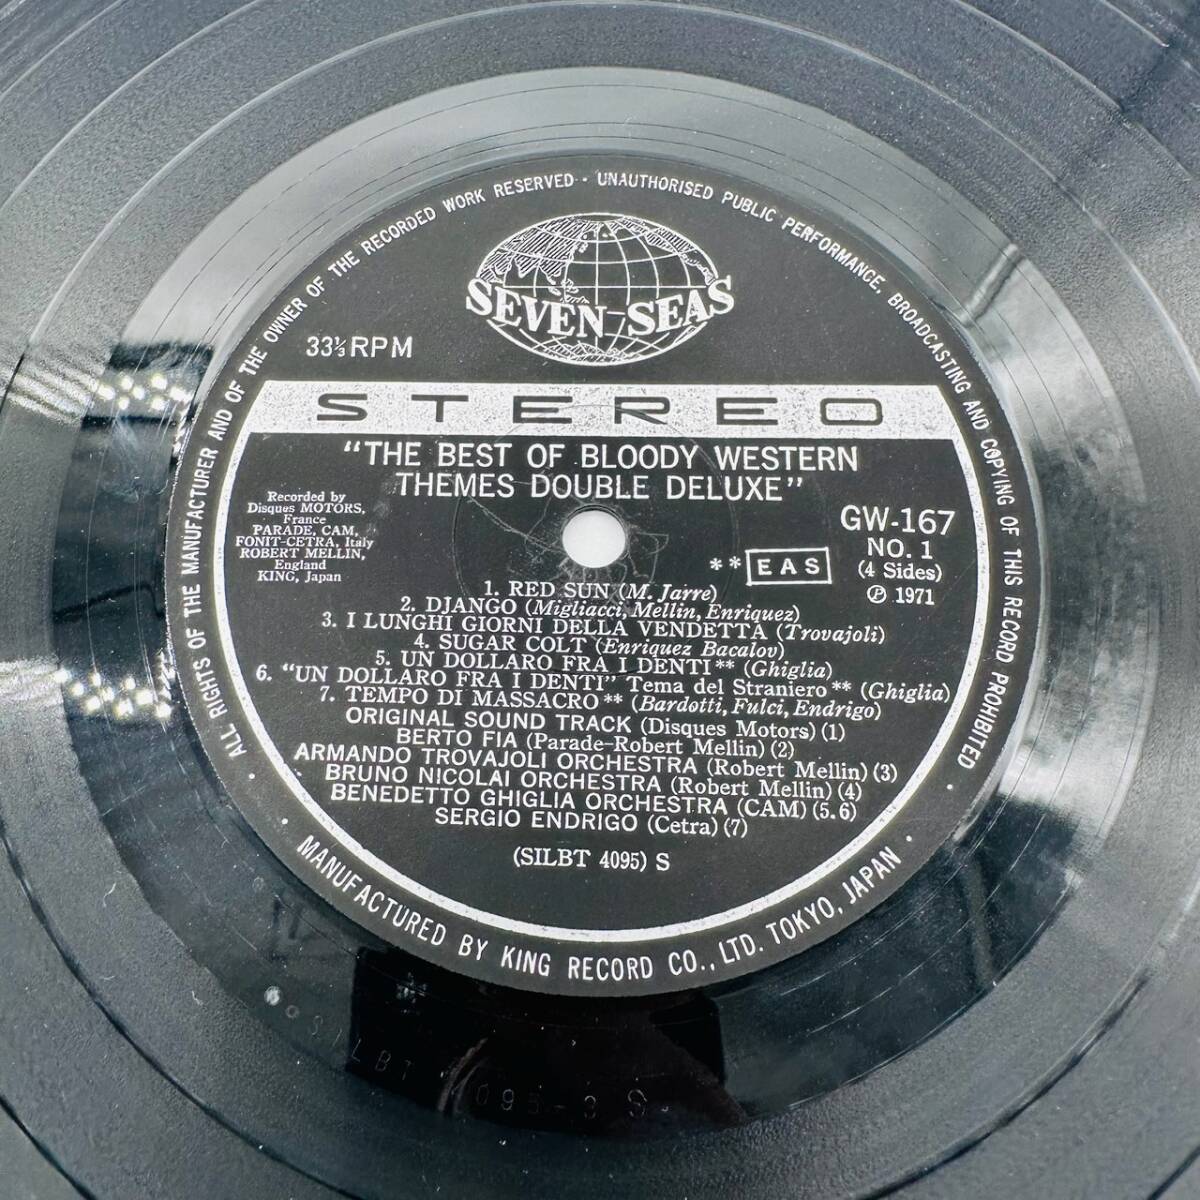 ALL RIGHTS OF THE MANUFACTURER AND OF THE OWNER OF THE RECORDED WORK RESERVED · UNAUTHORISED PUBLIC PERFORMANCE, BROADCASTING AND COPYING OF THIS RECORD PROHIBITED ·
SEVEN SEAS
33⅓ RPM
STEREO
"THE BEST OF BLOODY WESTERN
THEMES DOUBLE DELUXE"
Recorded by
Disques MOTORS,
France
PARADE, CAM,
FONIT-CETRA, Italy
ROBERT MELLIN,
England
KING, Japan
GW-167
NO. 1
(4 Sides)
℗ 1971
** EAS
1. RED SUN (M. Jarre)
2. DJANGO (Migliacci, Mellin, Enriquez)
3. I LUNGHI GIORNI DELLA VENDETTA (Trovajoli)
4. SUGAR COLT (Enriquez Bacalov)
5. UN DOLLARO FRA I DENTI** (Ghiglia)
6. "UN DOLLARO FRA I DENTI" Tema del Straniero** (Ghiglia)
7. TEMPO DI MASSACRO** (Bardotti, Fulci, Endrigo)
ORIGINAL SOUND TRACK (Disques Motors) (1)
BERTO FIA (Parade-Robert Mellin) (2)
ARMANDO TROVAJOLI ORCHESTRA (Robert Mellin) (3)
BRUNO NICOLAI ORCHESTRA (Robert Mellin) (4)
BENEDETTO GHIGLIA ORCHESTRA (CAM) (5.6)
SERGIO ENDRIGO (Cetra) (7)
(SILBT 4095) S
· MANUFACTURED BY KING RECORD CO., LTD. TOKYO, JAPAN ·